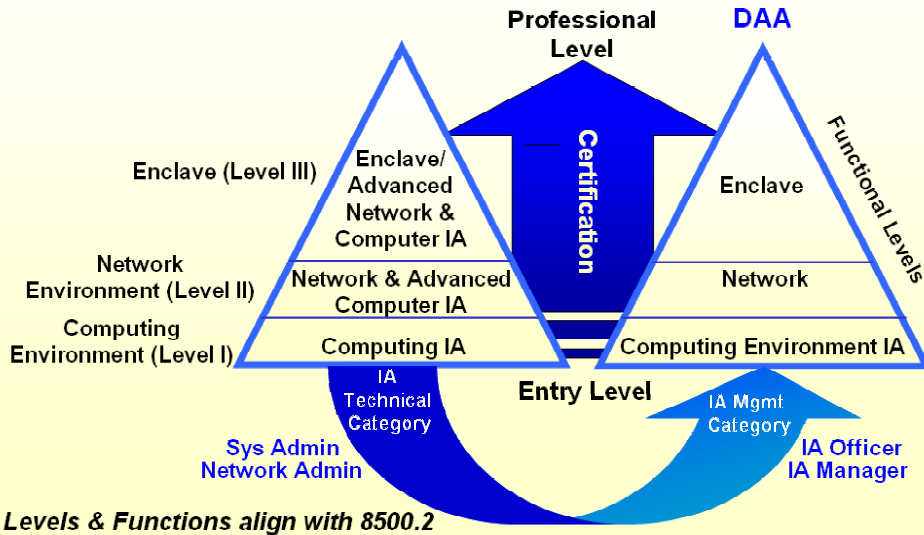 Professional
Level
DAA
Enclave (Level III)
Enclave/
Advanced
Network &
Computer IA
Certification
Enclave
Functional Levels
Network
Environment (Level II)
Network & Advanced
Computer IA
Network
Computing
Environment (Level I)
Computing IA
Computing Environment IA
Entry Level
IA
Technical
Category
IA Mgmt
Category
Sys Admin
Network Admin
IA Officer
IA Manager
Levels & Functions align with 8500.2